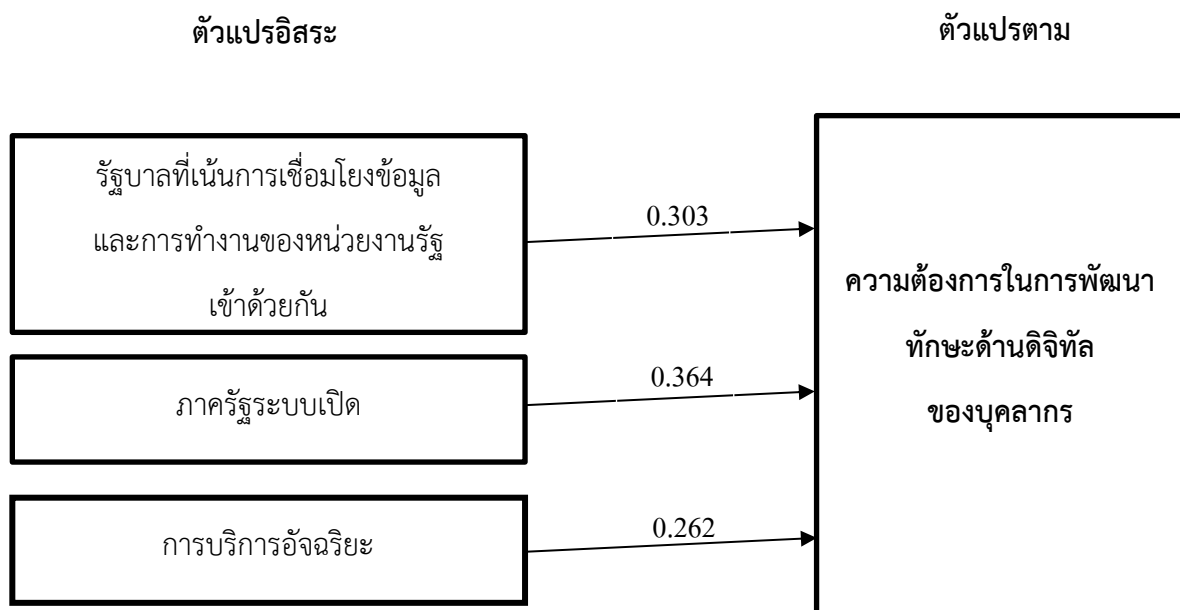 ตัวแปรอิสระ
ตัวแปรตาม
รัฐบาลที่เน้นการเชื่อมโยงข้อมูล
และการทำงานของหน่วยงานรัฐ
เข้าด้วยกัน
0.303
ภาครัฐระบบเปิด
0.364
การบริการอัจฉริยะ
0.262
ความต้องการในการพัฒนา
ทักษะด้านดิจิทัล
ของบุคลากร